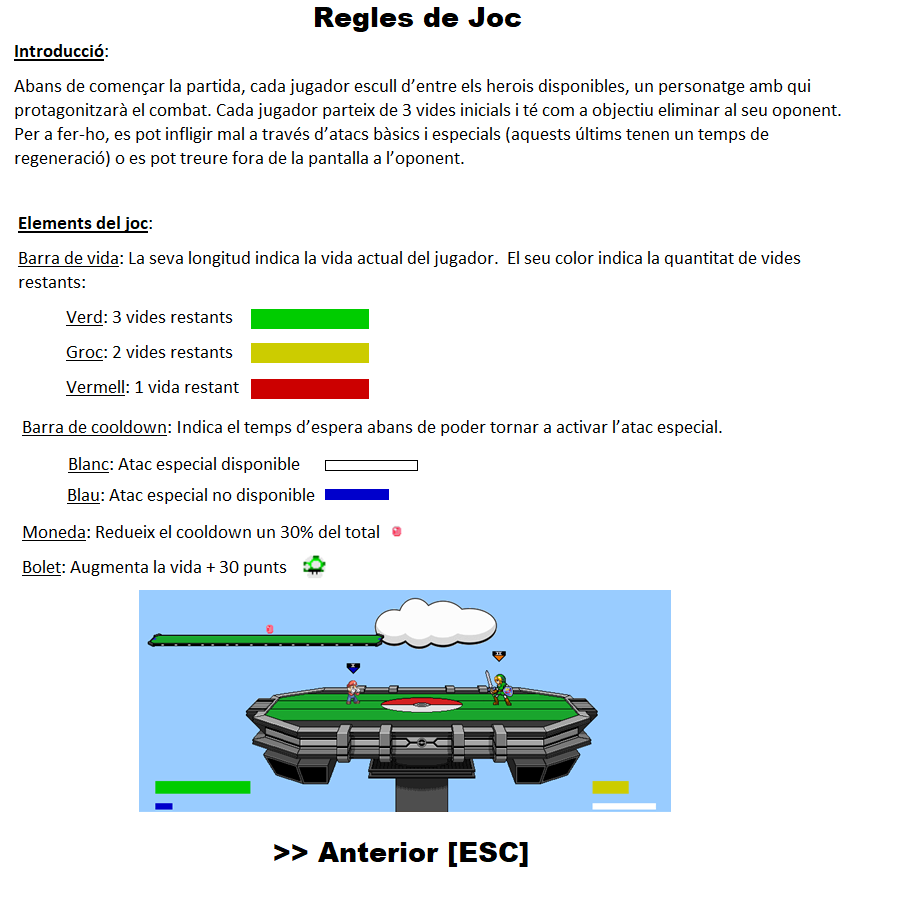 Regles de Joc
Introducció:
Abans de començar la partida, cada jugador escull d’entre els herois disponibles, un personatge amb qui
protagonitzarà el combat. Cada jugador parteix de 3 vides inicials i té com a objectiu eliminar al seu oponent.
Per a fer-ho, es pot infligir mal a través d’atacs bàsics i especials (aquests últims tenen un temps de
regeneració) o es pot treure fora de la pantalla a l’oponent.
Elements del joc:
Barra de vida: La seva longitud indica la vida actual del jugador.  El seu color indica la quantitat de vides
restants:
Verd: 3 vides restants
Groc: 2 vides restants
Vermell: 1 vida restant
Barra de cooldown: Indica el temps d’espera abans de poder tornar a activar l’atac especial.
Blanc: Atac especial disponible
Blau: Atac especial no disponible
Moneda: Redueix el cooldown un 30% del total
Bolet: Augmenta la vida + 30 punts
>> Anterior [ESC]